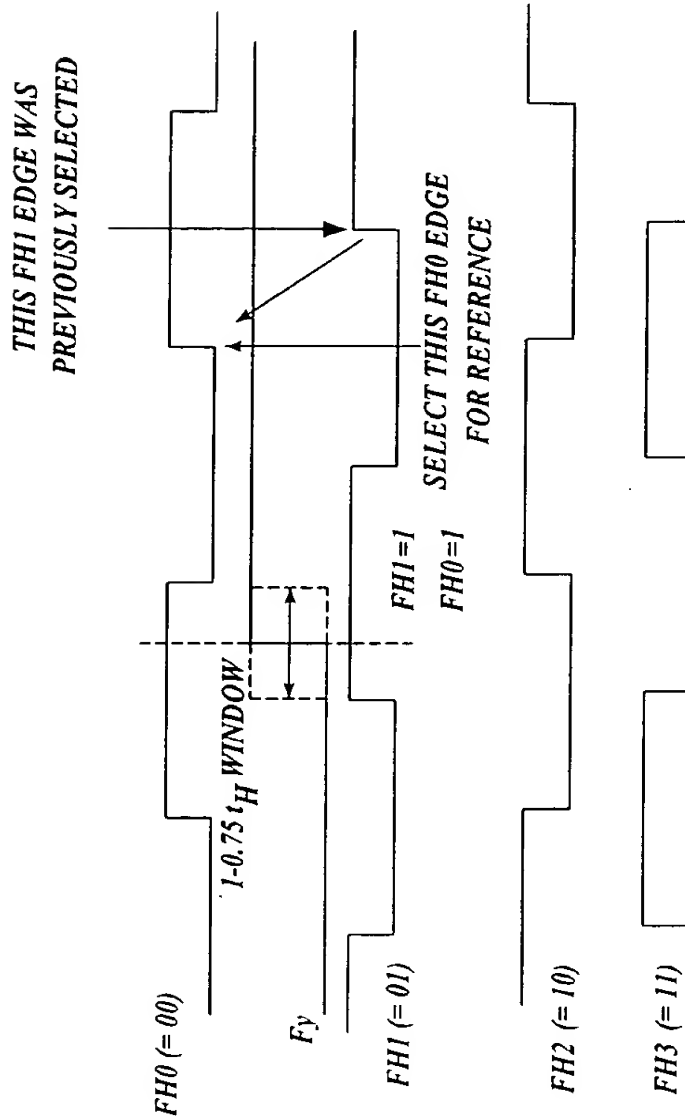 THIS FH1 EDGE WAS
PREVIOUSLY SELECTED
FH0 (= 00)
1-0.75 tH WINDOW
Fy
FH1 (= 01)
FH1=1
FH0=1
SELECT THIS FH0 EDGE
FOR REFERENCE
FH2 (= 10)
FH3 (= 11)